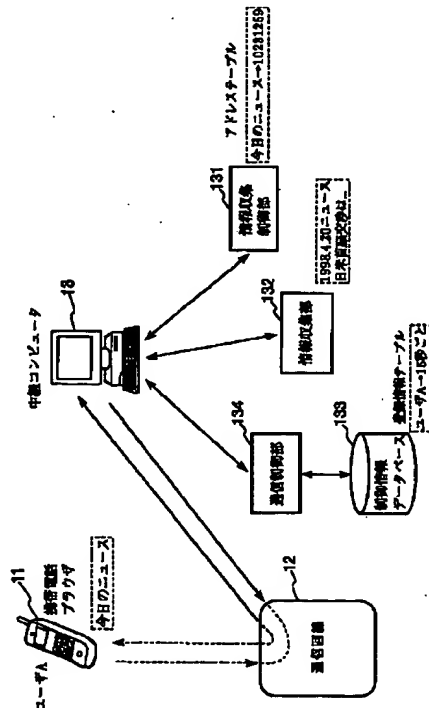 ユーザA
11
携帯電話
ブラウザ
今日のニュース
12
通信回線
中継コンピュータ
13
131
情報収集
制御部
アドレステーブル
今日のニュース→10231259
132
情報収集部
1998.4.20ニュース
日米首脳交渉は…
134
通信制御部
133
制御情報
データベース
登録情報テーブル
ユーザA→15秒ごと